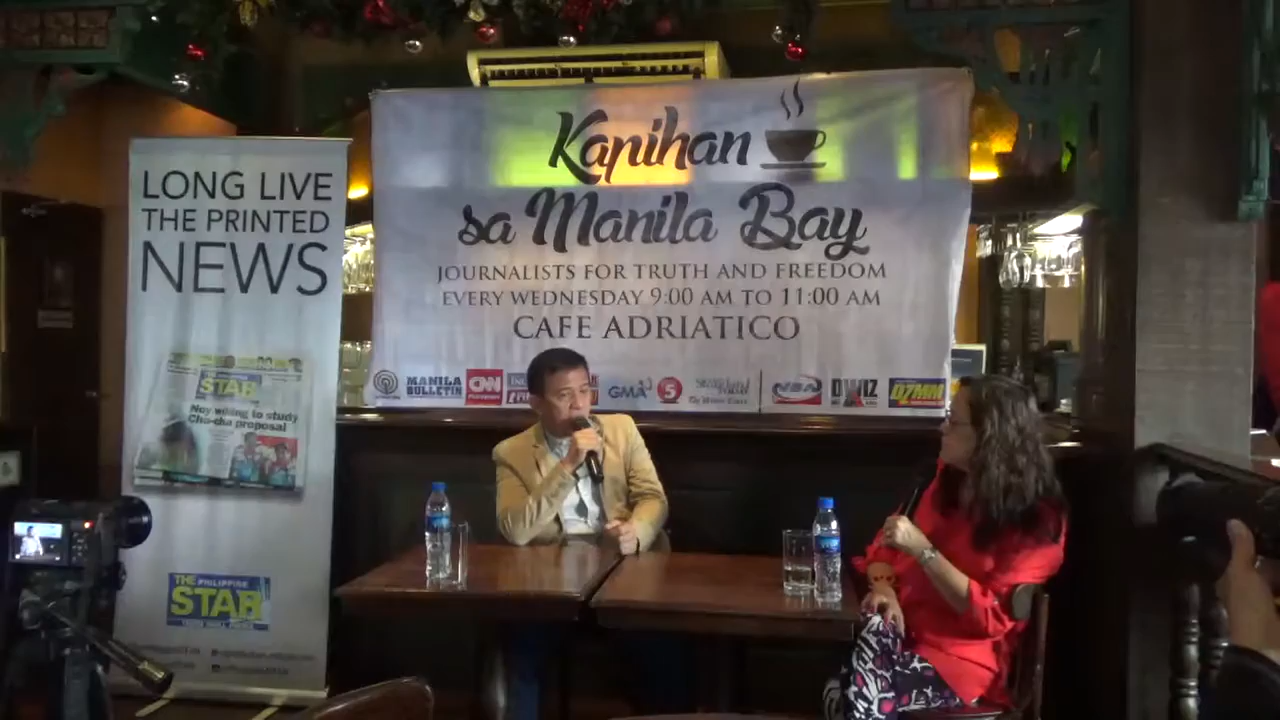 LONG LIVE
THE PRINTED
NEWS
STAR
Noy willing to study
Cha-cha proposal
THE PHILIPPINE
STAR
Kapihan
sa Manila Bay
JOURNALISTS FOR TRUTH AND FREEDOM
EVERY WEDNESDAY 9:00 AM TO 11:00 AM
CAFE ADRIATICO
MANILA
BULLETIN
CNN
GMA
5
DWIZ